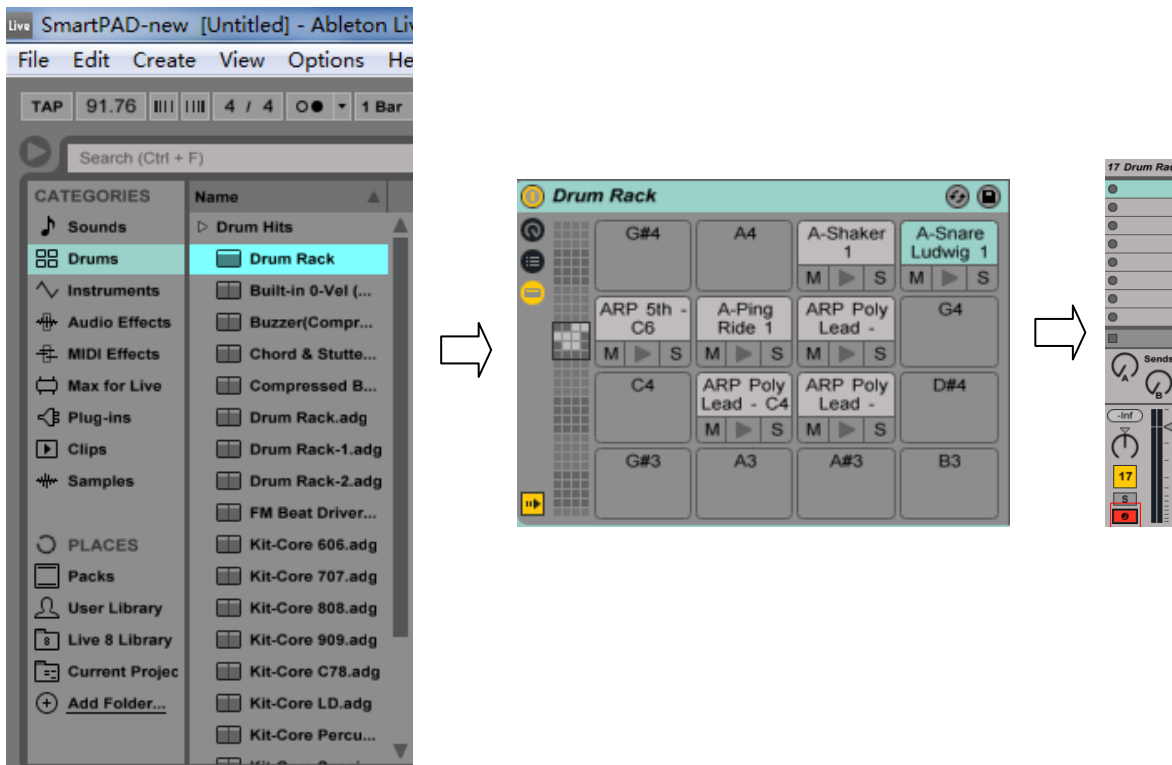 Live SmartPAD-new [Untitled] - Ableton Li
File Edit Create View Options He
TAP 91.76 4 / 4 1 Bar
Search (Ctrl + F)
CATEGORIES
Sounds
Drums
Instruments
Audio Effects
MIDI Effects
Max for Live
Plug-ins
Clips
Samples
PLACES
Packs
User Library
8 Live 8 Library
Current Projec
Add Folder...
Name
Drum Hits
Drum Rack
Built-in 0-Vel (...
Buzzer(Compr...
Chord & Stutte...
Compressed B...
Drum Rack.adg
Drum Rack-1.adg
Drum Rack-2.adg
FM Beat Driver...
Kit-Core 606.adg
Kit-Core 707.adg
Kit-Core 808.adg
Kit-Core 909.adg
Kit-Core C78.adg
Kit-Core LD.adg
Kit-Core Percu...
Drum Rack
G#4 A4 A-Shaker A-Snare
1 Ludwig 1
M S M S
ARP 5th - A-Ping ARP Poly G4
C6 Ride 1 Lead -
M S M S M S
C4 ARP Poly ARP Poly D#4
Lead - C4 Lead -
M S M S
G#3 A3 A#3 B3
17 Drum Rac
Sends
A
B
-Inf
17
S